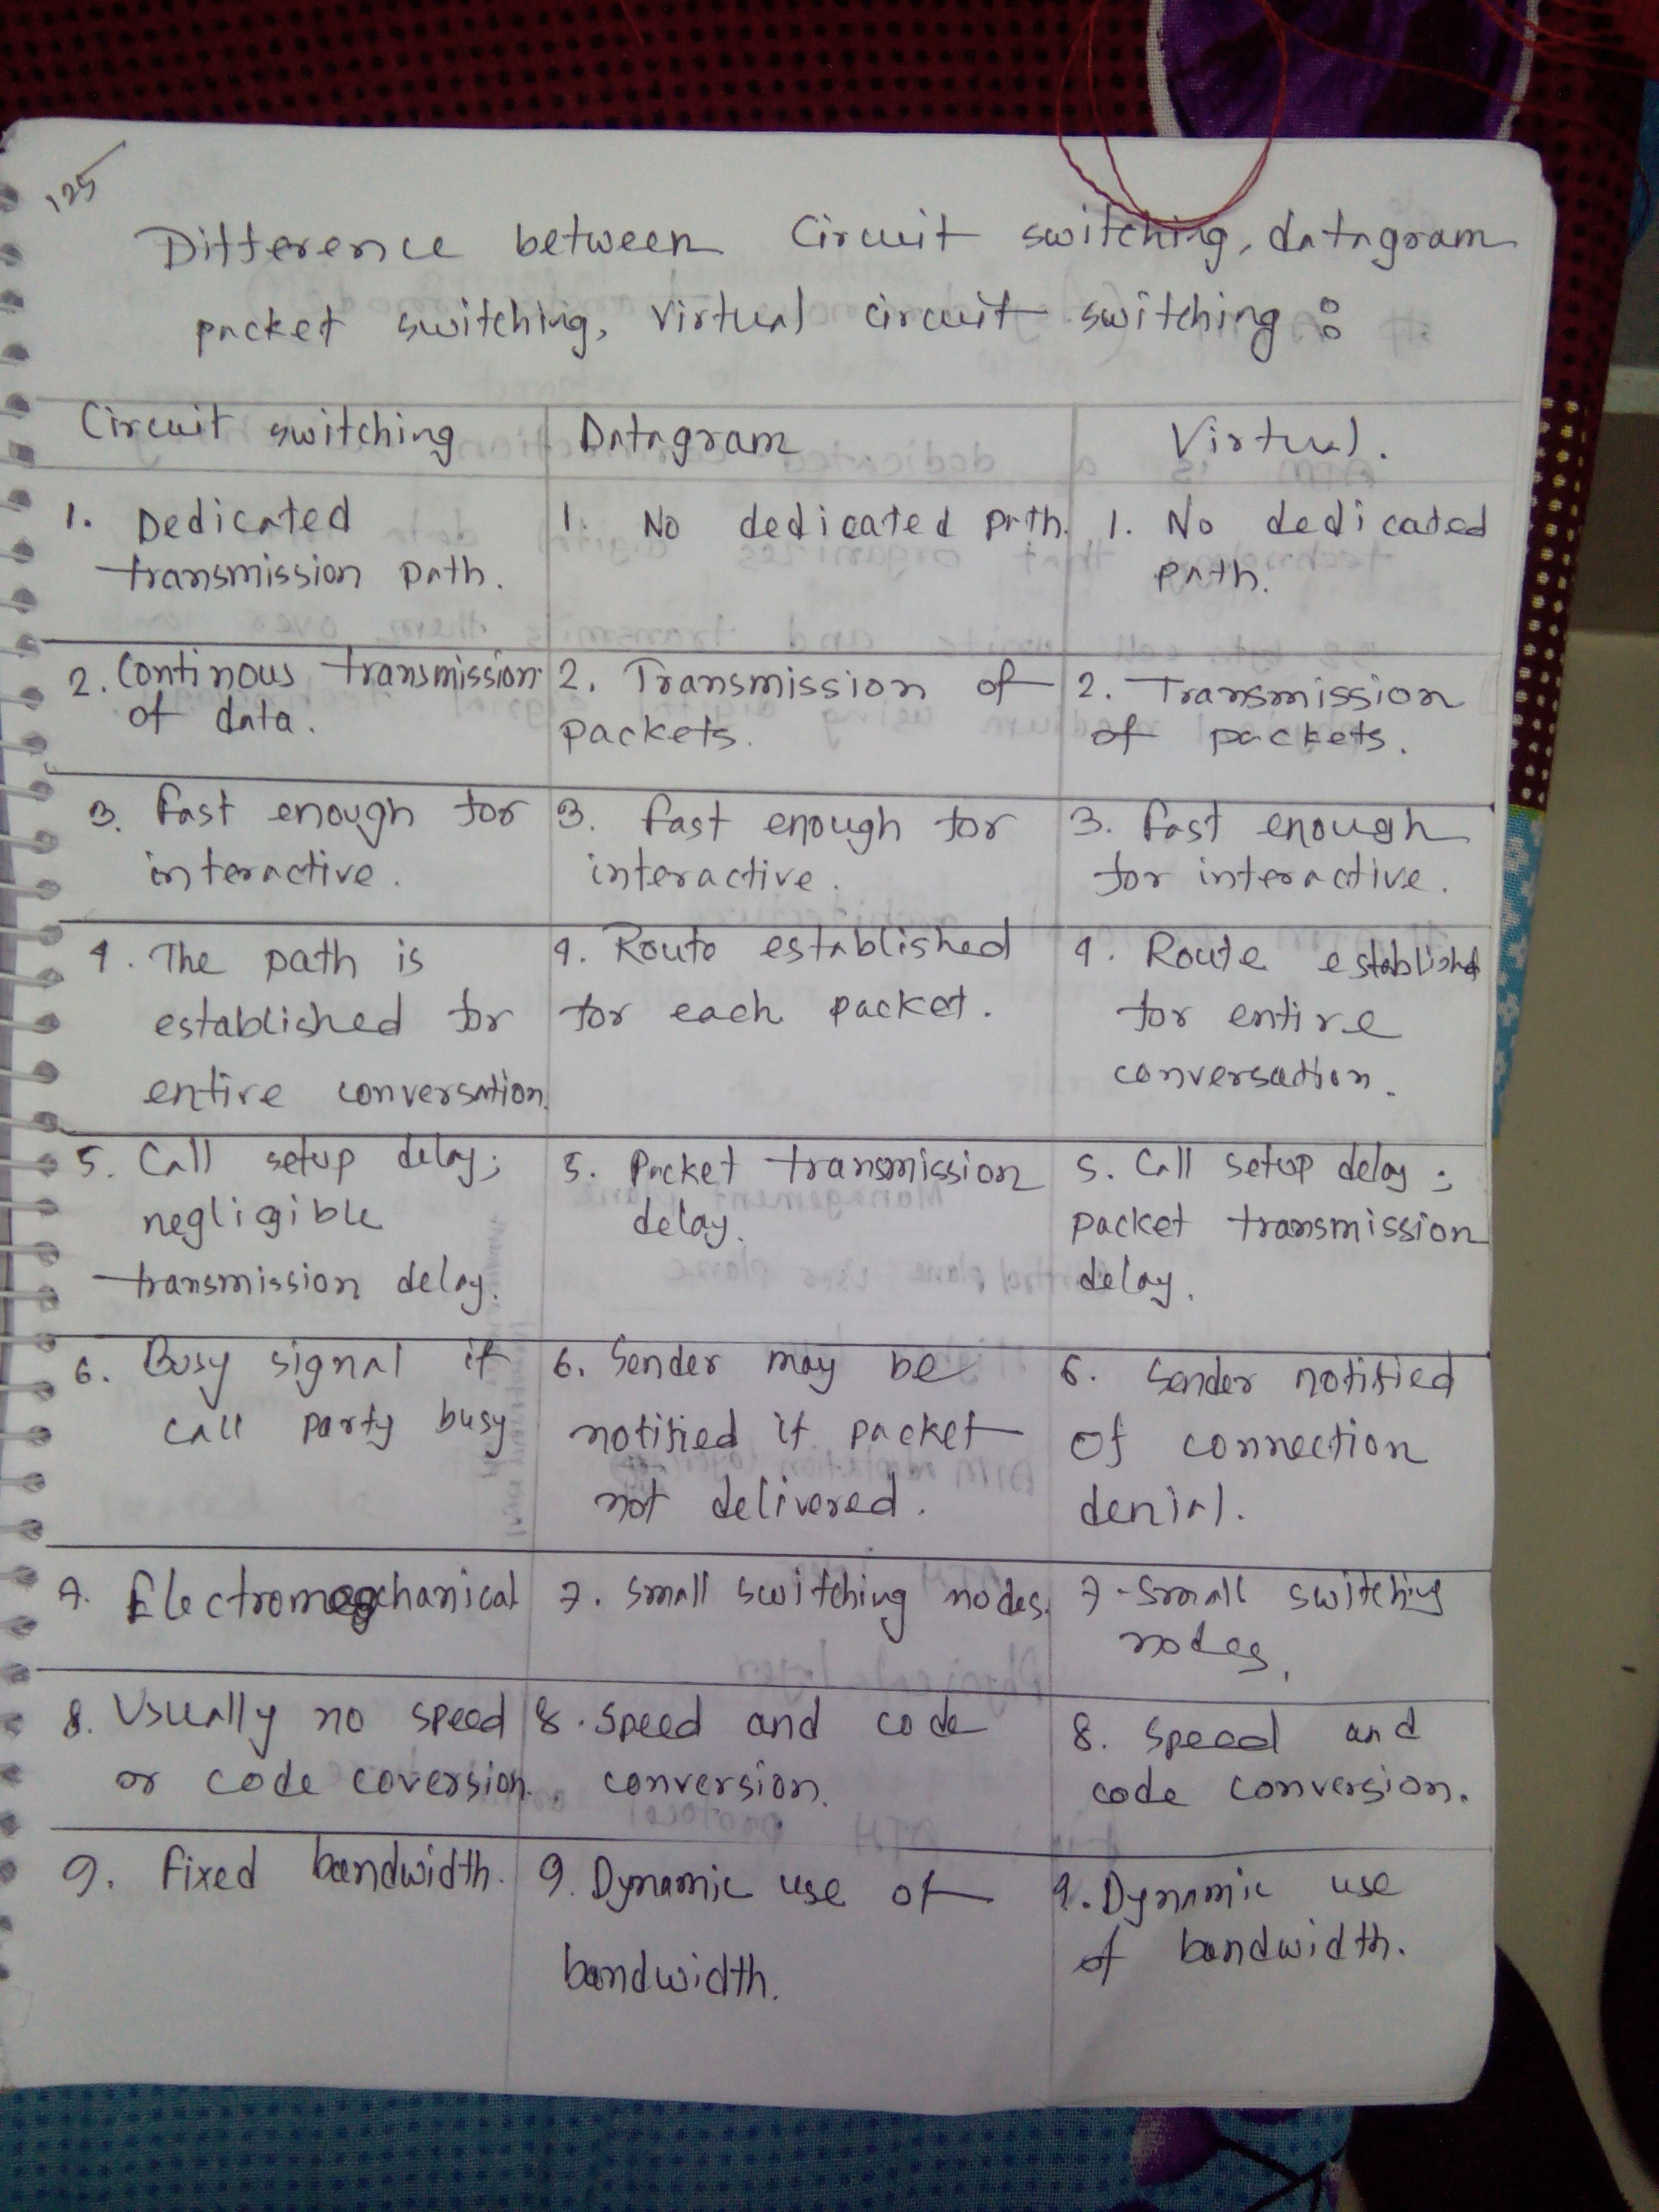 125
Difference between Circuit switching, datagram
packet switching, virtual circuit switching :
Circuit switching
Datagram
Virtual.
1. Dedicated
transmission path.
1. No dedicated path.
1. No dedicated
path.
2. Continous transmission
of data.
2. Transmission of
packets.
2. Transmission
of packets.
3. fast enough for
interactive.
3. fast enough for
interactive.
3. fast enough
for interactive.
4. The path is
established for
entire conversation.
4. Route established
for each packet.
4. Route established
for entire
conversation.
5. Call setup delay;
negligible
transmission delay.
5. Packet transmission
delay.
5. Call setup delay;
packet transmission
delay.
6. Busy signal if
call party busy
6. Sender may be
notified if packet
not delivered.
6. Sender notified
of connection
denial.
7. Electromechanical
7. Small switching nodes.
7. Small switching
nodes.
8. Usually no speed
or code coversion.
8. Speed and code
conversion.
8. Speed and
code conversion.
9. Fixed bandwidth.
9. Dynamic use of
bandwidth.
9. Dynamic use
of bandwidth.